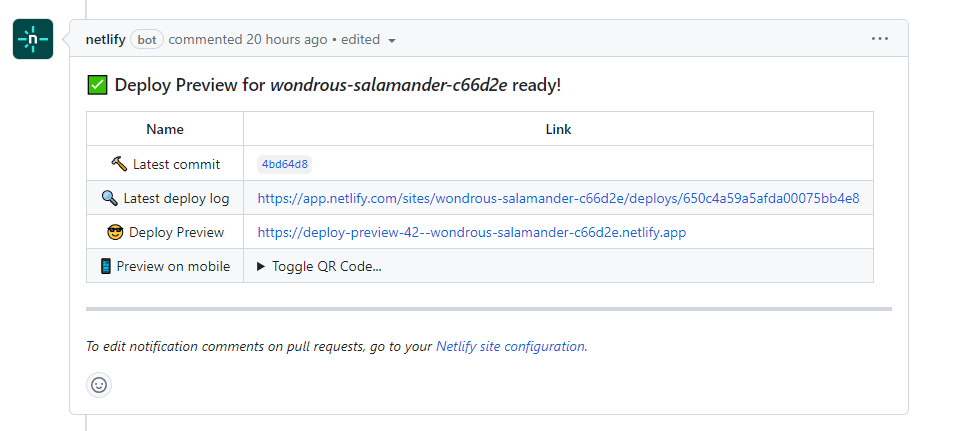 netlify bot commented 20 hours ago • edited
✅ Deploy Preview for wondrous-salamander-c66d2e ready!
Name Link
🔨 Latest commit 4bd64d8
🔍 Latest deploy log https://app.netlify.com/sites/wondrous-salamander-c66d2e/deploys/650c4a59a5afda00075bb4e8
😎 Deploy Preview https://deploy-preview-42--wondrous-salamander-c66d2e.netlify.app
📱 Preview on mobile ▶ Toggle QR Code...
To edit notification comments on pull requests, go to your Netlify site configuration.